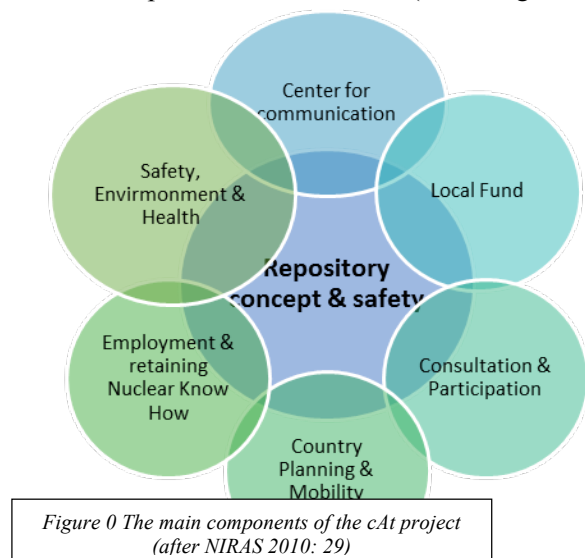 Center for
communication
Local Fund
Safety,
Envirmonment &
Health
Repository
concept & safety
Employment &
retaining
Nuclear Know
How
Consultation &
Participation
Country
Planning &
Mobility
Figure 0 The main components of the cAt project
(after NIRAS 2010: 29)